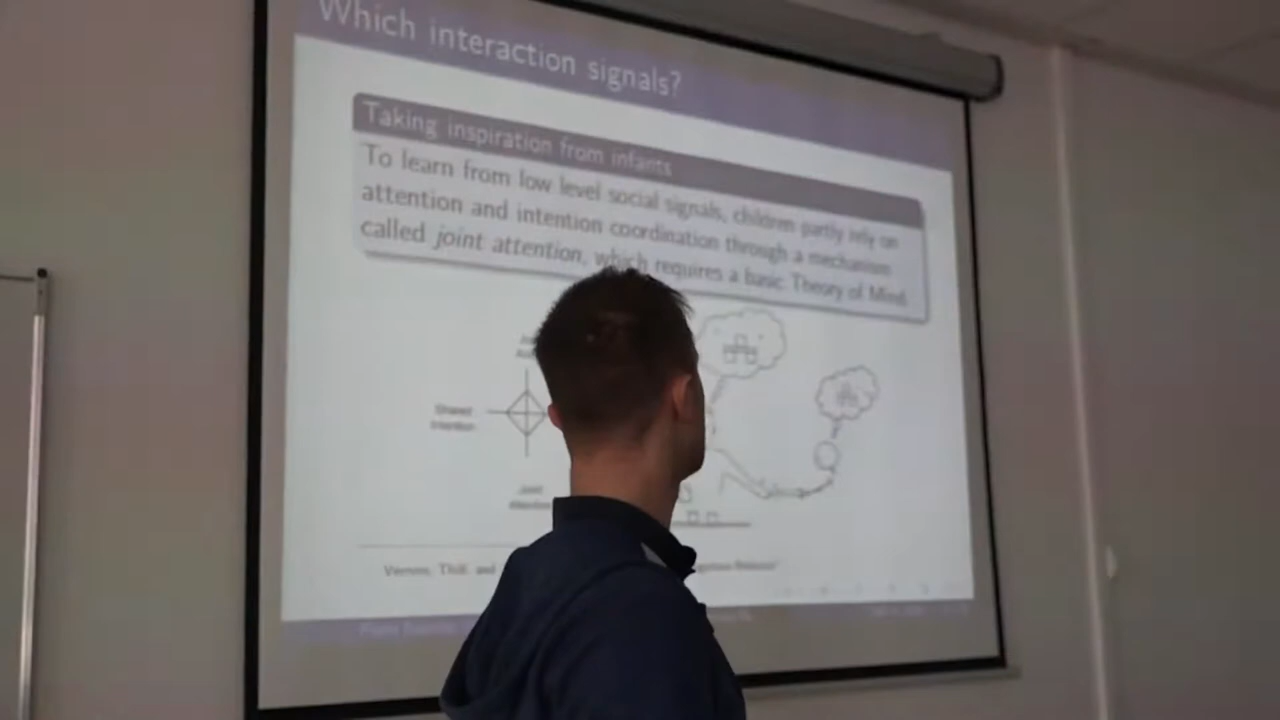 Which interaction signals?
Taking inspiration from infants
To learn from low level social signals, children partly rely on
attention and intention coordination through a mechanism
called joint attention, which requires a basic Theory of Mind
Shared
Intention
Joint
Attention
Vernon, Thill, and